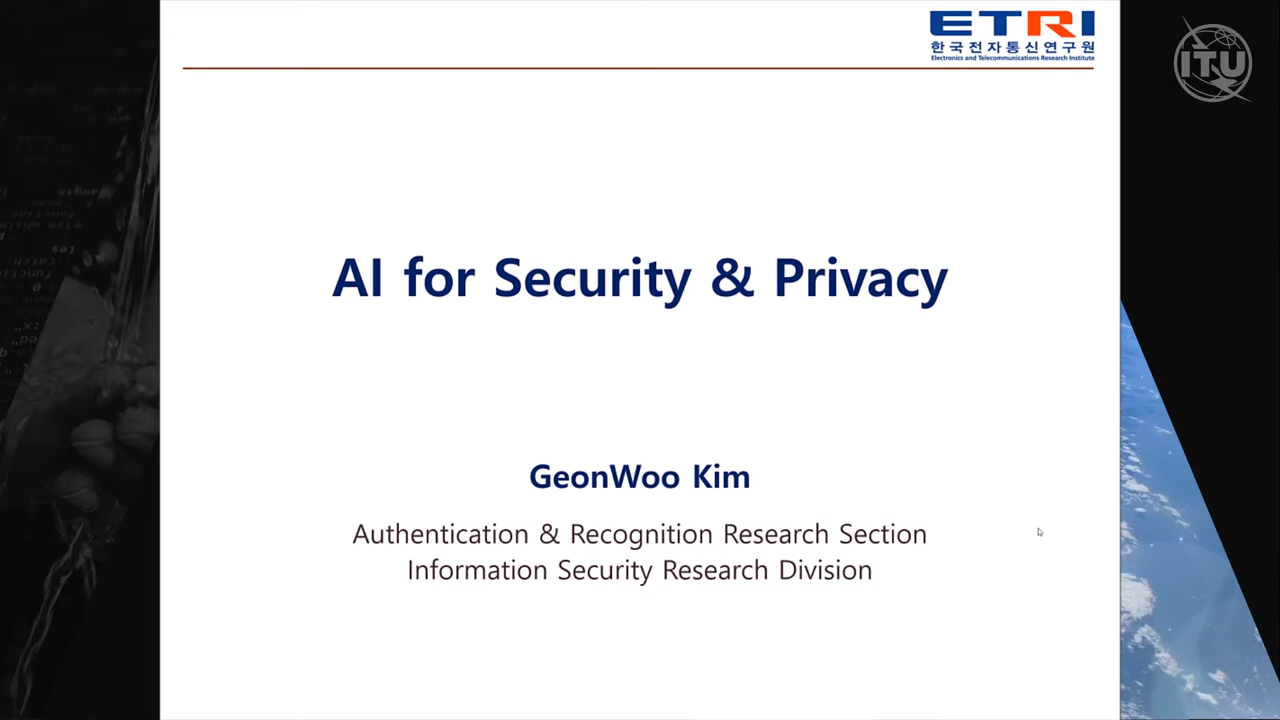 ETRI
한국전자통신연구원
Electronics and Telecommunications Research Institute
ITU
AI for Security & Privacy
GeonWoo Kim
Authentication & Recognition Research Section
Information Security Research Division